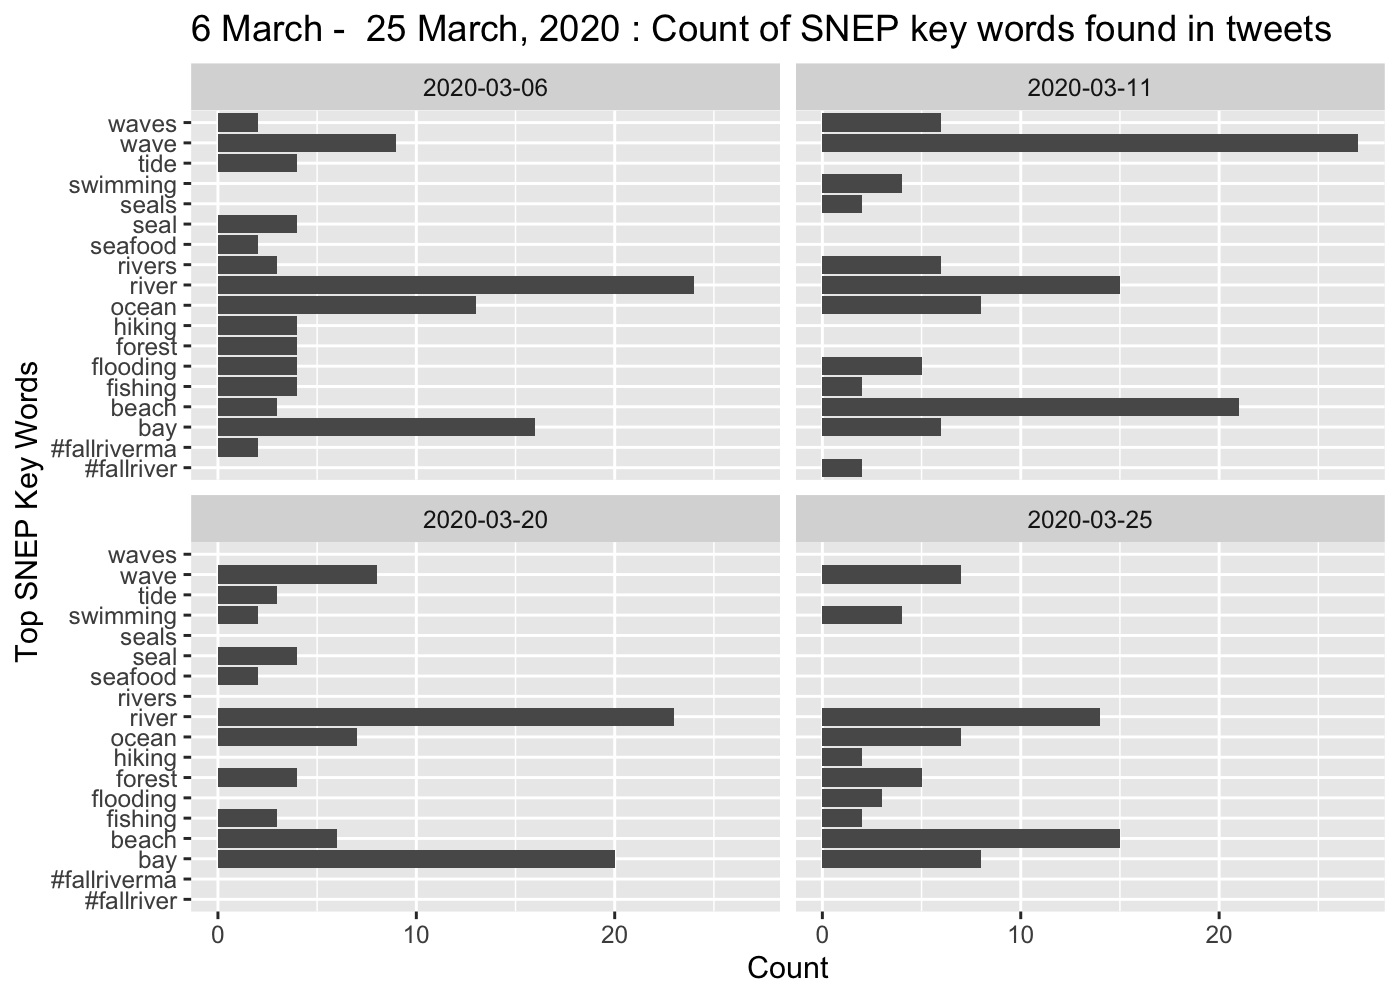 6 March -  25 March, 2020 : Count of SNEP key words found in tweets
2020-03-06
2020-03-11
waves
wave
tide
swimming
seals
seal
seafood
rivers
river
ocean
hiking
forest
flooding
fishing
beach
bay
#fallriverma
#fallriver
Top SNEP Key Words
2020-03-20
2020-03-25
waves
wave
tide
swimming
seals
seal
seafood
rivers
river
ocean
hiking
forest
flooding
fishing
beach
bay
#fallriverma
#fallriver
0 10 20 0 10 20
Count